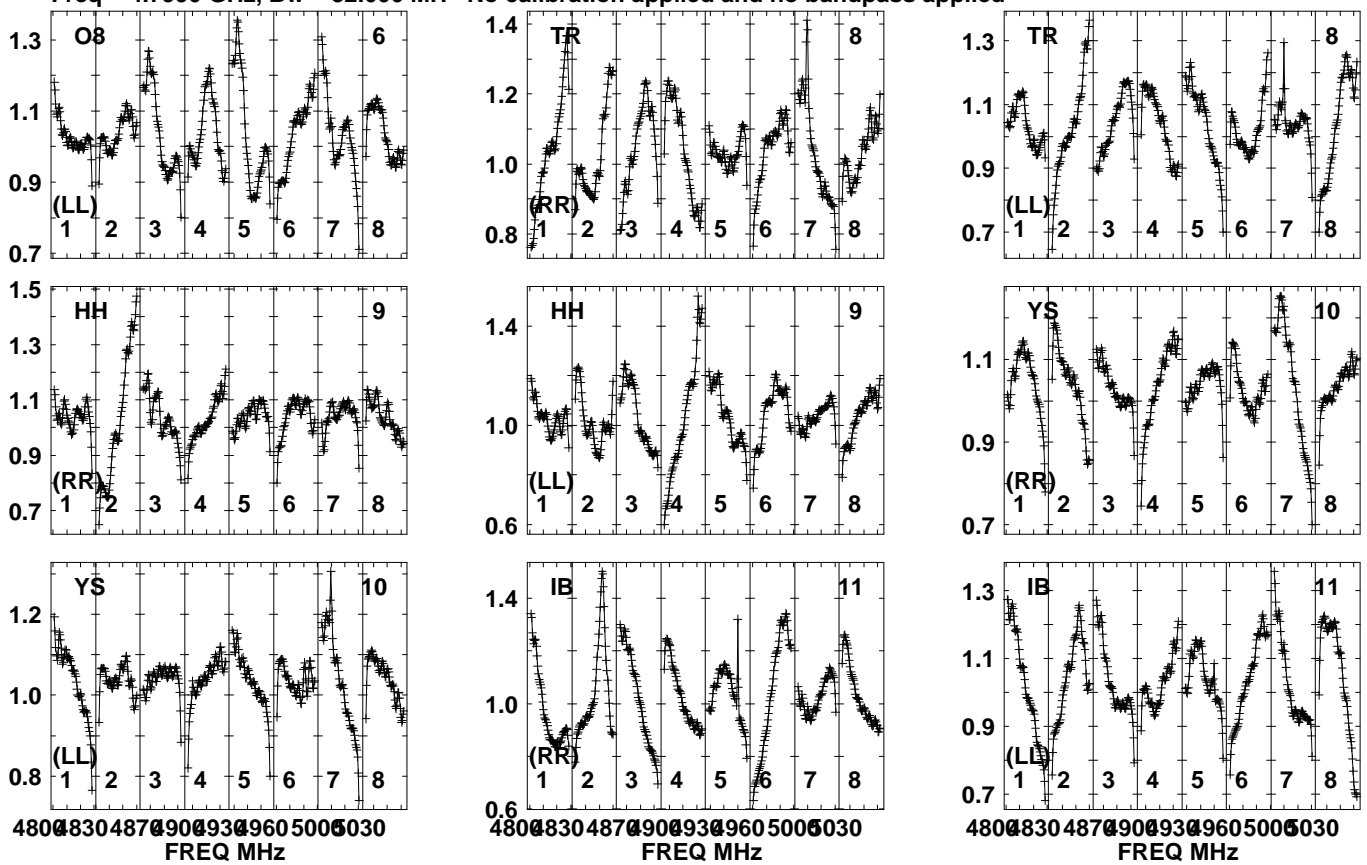 No calibration applied and no bandpass applied
1.3 O8 6
1.1
0.9
(LL)
0.7 1 2 3 4 5 6 7 8
1.4 TR 8
1.2
1.0
(RR)
0.8 1 2 3 4 5 6 7 8
1.3 TR 8
1.1
0.9
(LL)
0.7 1 2 3 4 5 6 7 8
1.5 HH 9
1.3
1.1
0.9
(RR)
0.7 1 2 3 4 5 6 7 8
1.4 HH 9
1.0
(LL)
0.6 1 2 3 4 5 6 7 8
YS 10
1.1
0.9
(RR)
0.7 1 2 3 4 5 6 7 8
1.2 YS 10
1.0
(LL)
0.8 1 2 3 4 5 6 7 8
1.4 IB 11
1.0
(RR)
0.6 1 2 3 4 5 6 7 8
1.3 IB 11
1.1
0.9
(LL)
0.7 1 2 3 4 5 6 7 8
4800 4830 4870 4900 4930 4960 5000 5030
FREQ MHz
4800 4830 4870 4900 4930 4960 5000 5030
FREQ MHz
4800 4830 4870 4900 4930 4960 5000 5030
FREQ MHz